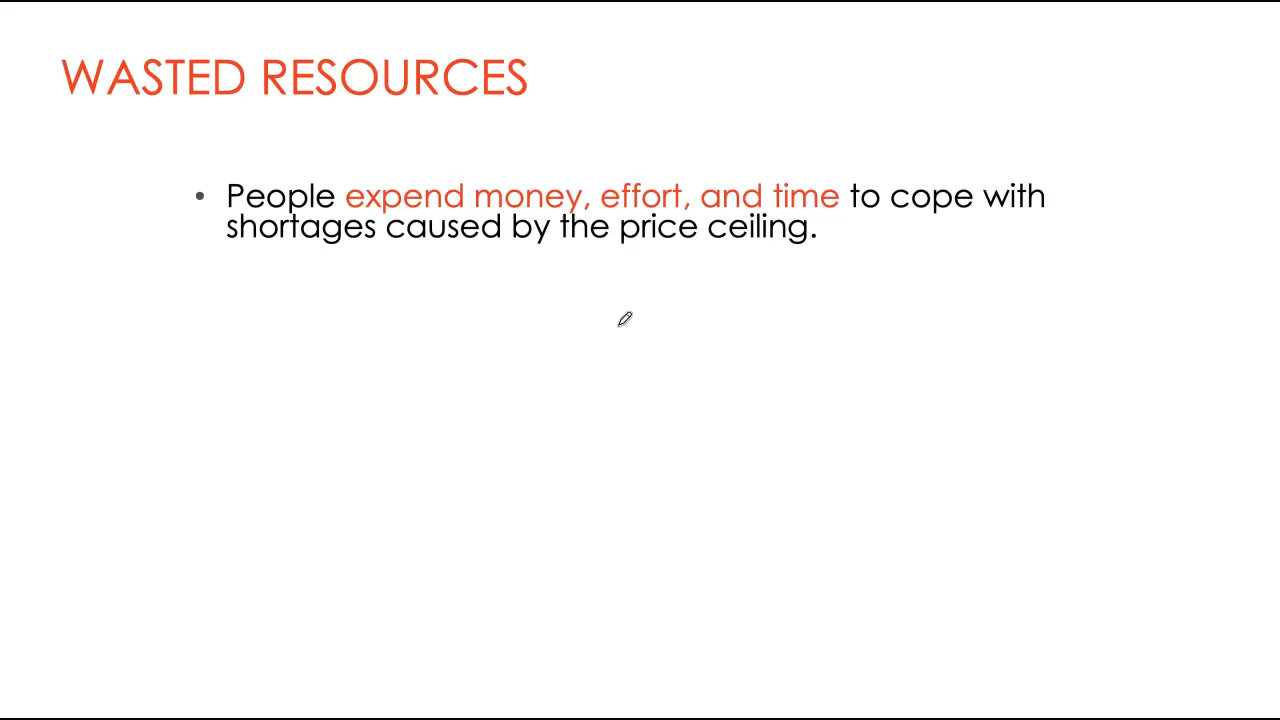 WASTED RESOURCES
• People expend money, effort, and time to cope with
shortages caused by the price ceiling.